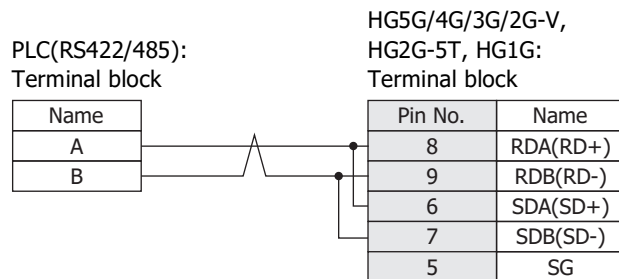 PLC(RS422/485):
Terminal block
Name
A
B
HG5G/4G/3G/2G-V,
HG2G-5T, HG1G:
Terminal block
Pin No. Name
8 RDA(RD+)
9 RDB(RD-)
6 SDA(SD+)
7 SDB(SD-)
5 SG